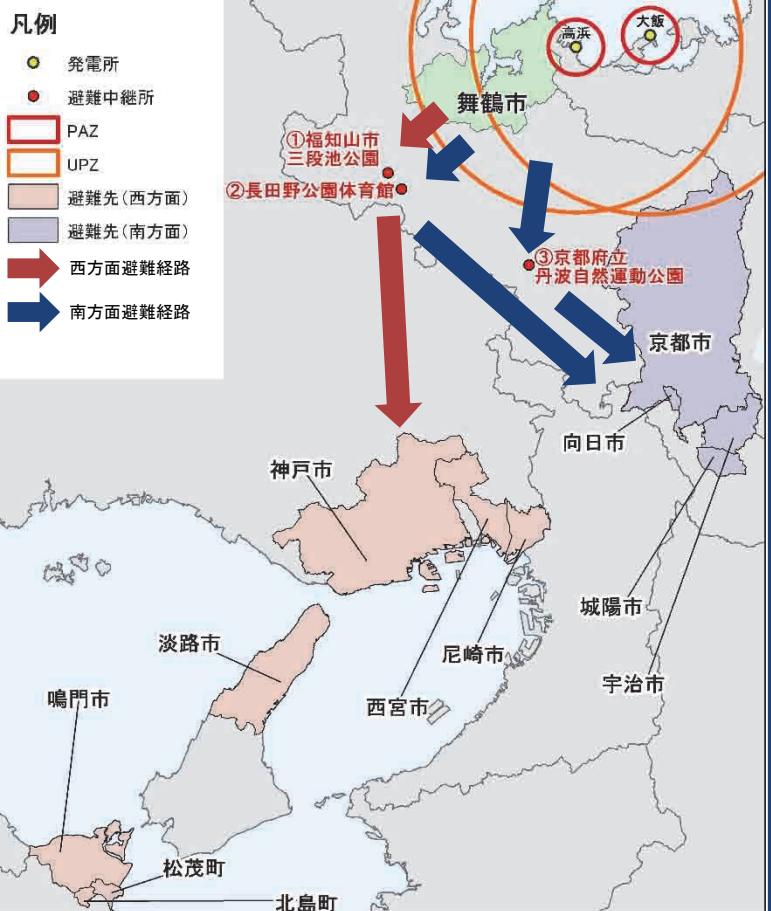 凡例
発電所
避難中継所
PAZ
UPZ
避難先(西方面)
避難先(南方面)
西方面避難経路
南方面避難経路
高浜
大飯
舞鶴市
①福知山市
三段池公園
②長田野公園体育館
③京都府立
丹波自然運動公園
京都市
向日市
神戸市
城陽市
淡路市
尼崎市
宇治市
鳴門市
西宮市
松茂町
北島町